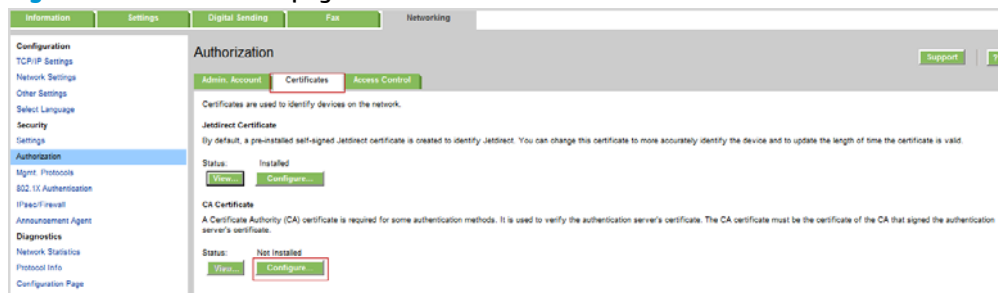 Information Settings Digital Sending Fax Networking
Configuration
TCP/IP Settings
Network Settings
Other Settings
Select Language
Security
Settings
Authorization
Mgmt. Protocols
802.1X Authentication
IPsec/Firewall
Announcement Agent
Diagnostics
Network Statistics
Protocol Info
Configuration Page
Authorization
Support ?
Admin. Account Certificates Access Control
Certificates are used to identify devices on the network.
Jetdirect Certificate
By default, a pre-installed self-signed Jetdirect certificate is created to identify Jetdirect. You can change this certificate to more accurately identify the device and to update the length of time the certificate is valid.
Status: Installed
View... Configure...
CA Certificate
A Certificate Authority (CA) certificate is required for some authentication methods. It is used to verify the authentication server's certificate. The CA certificate must be the certificate of the CA that signed the authentication
server's certificate.
Status: Not Installed
View... Configure...